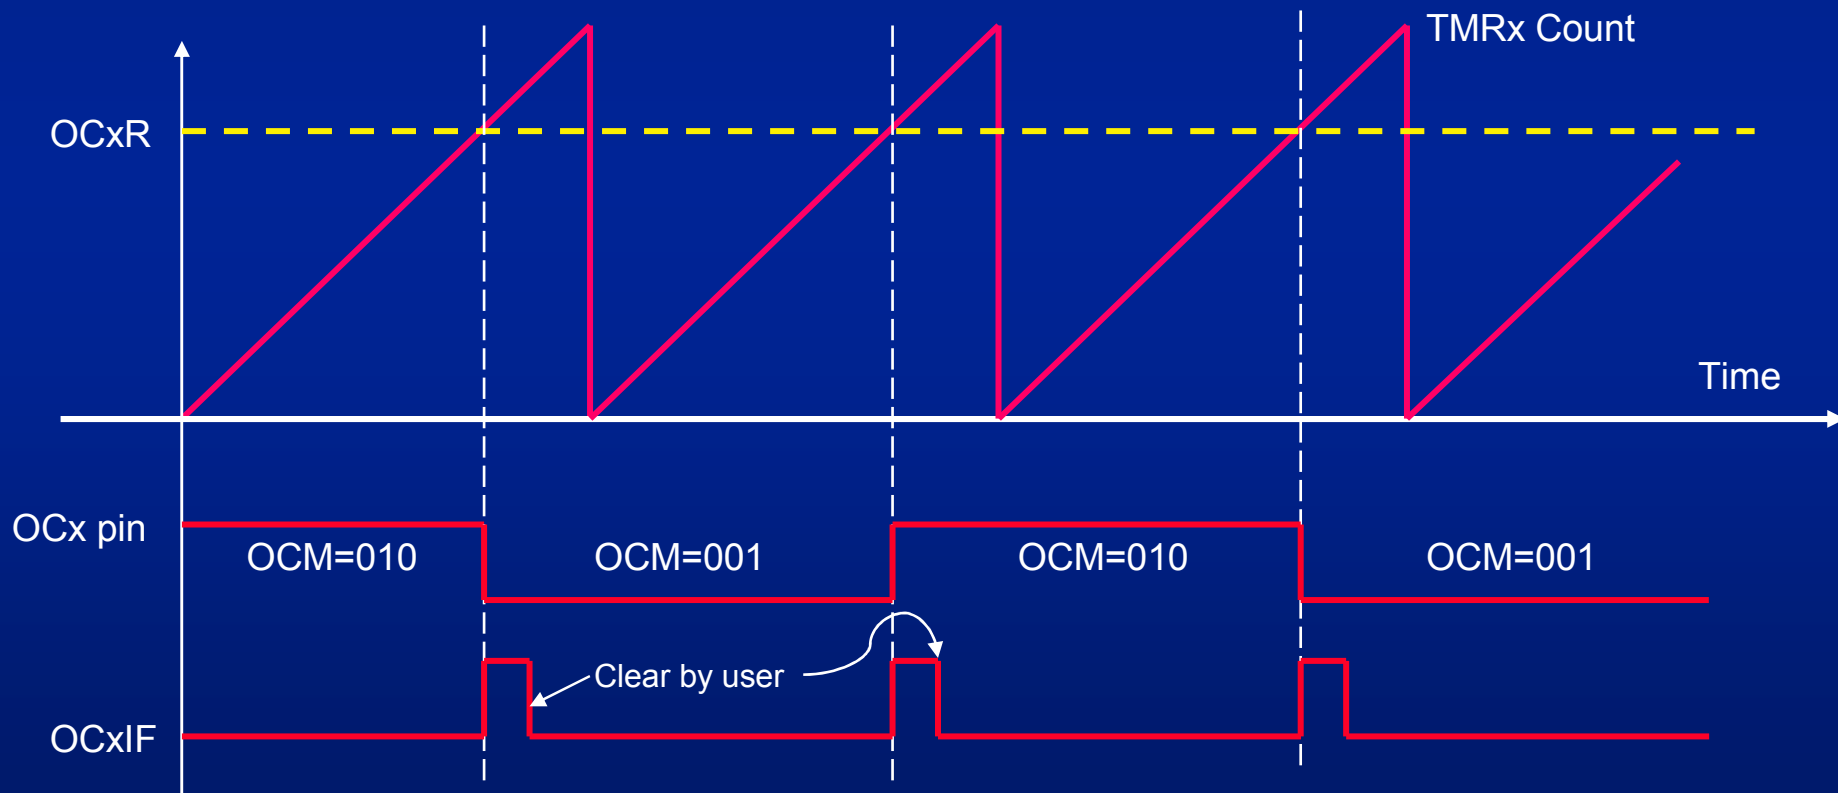 TMRx Count
OCxR
Time
OCx pin
OCM=010
OCM=001
OCM=010
OCM=001
Clear by user
OCxIF